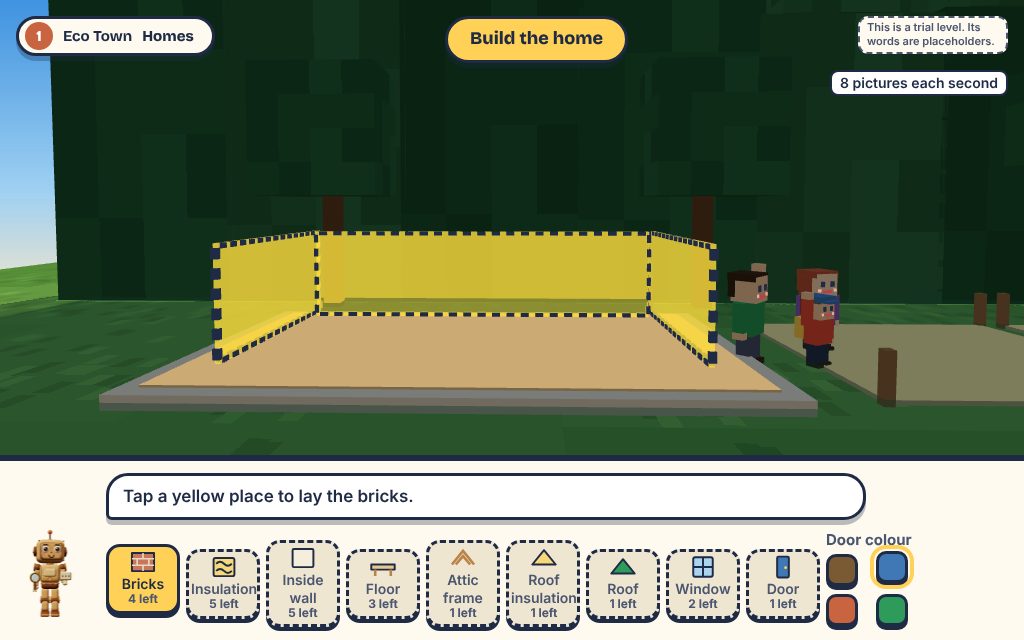 1 Eco Town Homes
Build the home
This is a trial level. Its
words are placeholders.
8 pictures each second
Tap a yellow place to lay the bricks.
Door colour
Bricks
4 left
Insulation
5 left
Inside
wall
5 left
Floor
3 left
Attic
frame
1 left
Roof
insulation
1 left
Roof
1 left
Window
2 left
Door
1 left